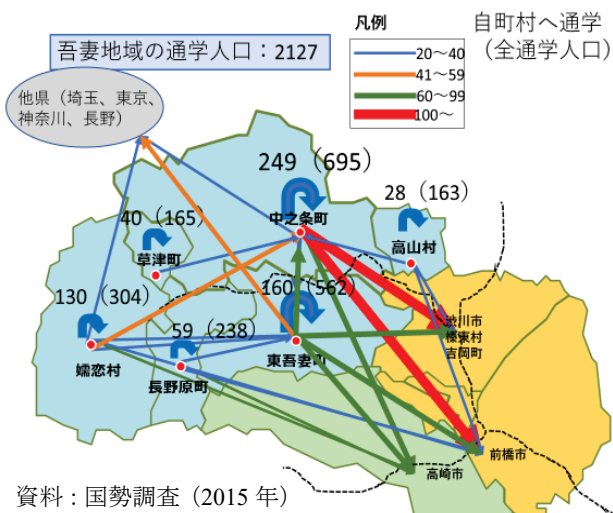 凡例
自町村へ通学
（全通学人口）
吾妻地域の通学人口：2127
20～40
41～59
60～99
100～
他県（埼玉、東京、
神奈川、長野）
249（695）
中之条町
28（163）
高山村
40（165）
草津町
130（304）
嬬恋村
59（238）
長野原町
160（562）
東吾妻町
渋川市
榛東村
吉岡町
前橋市
高崎市
資料：国勢調査（2015年）